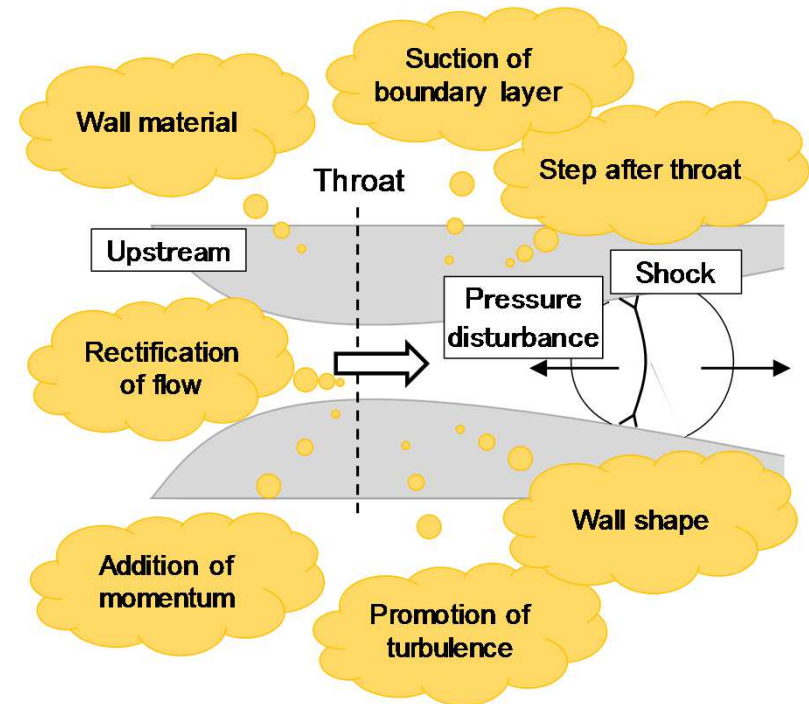 Suction of
boundary layer
Wall material
Step after throat
Throat
Upstream
Shock
Pressure
disturbance
Rectification
of flow
Wall shape
Addition of
momentum
Promotion of
turbulence